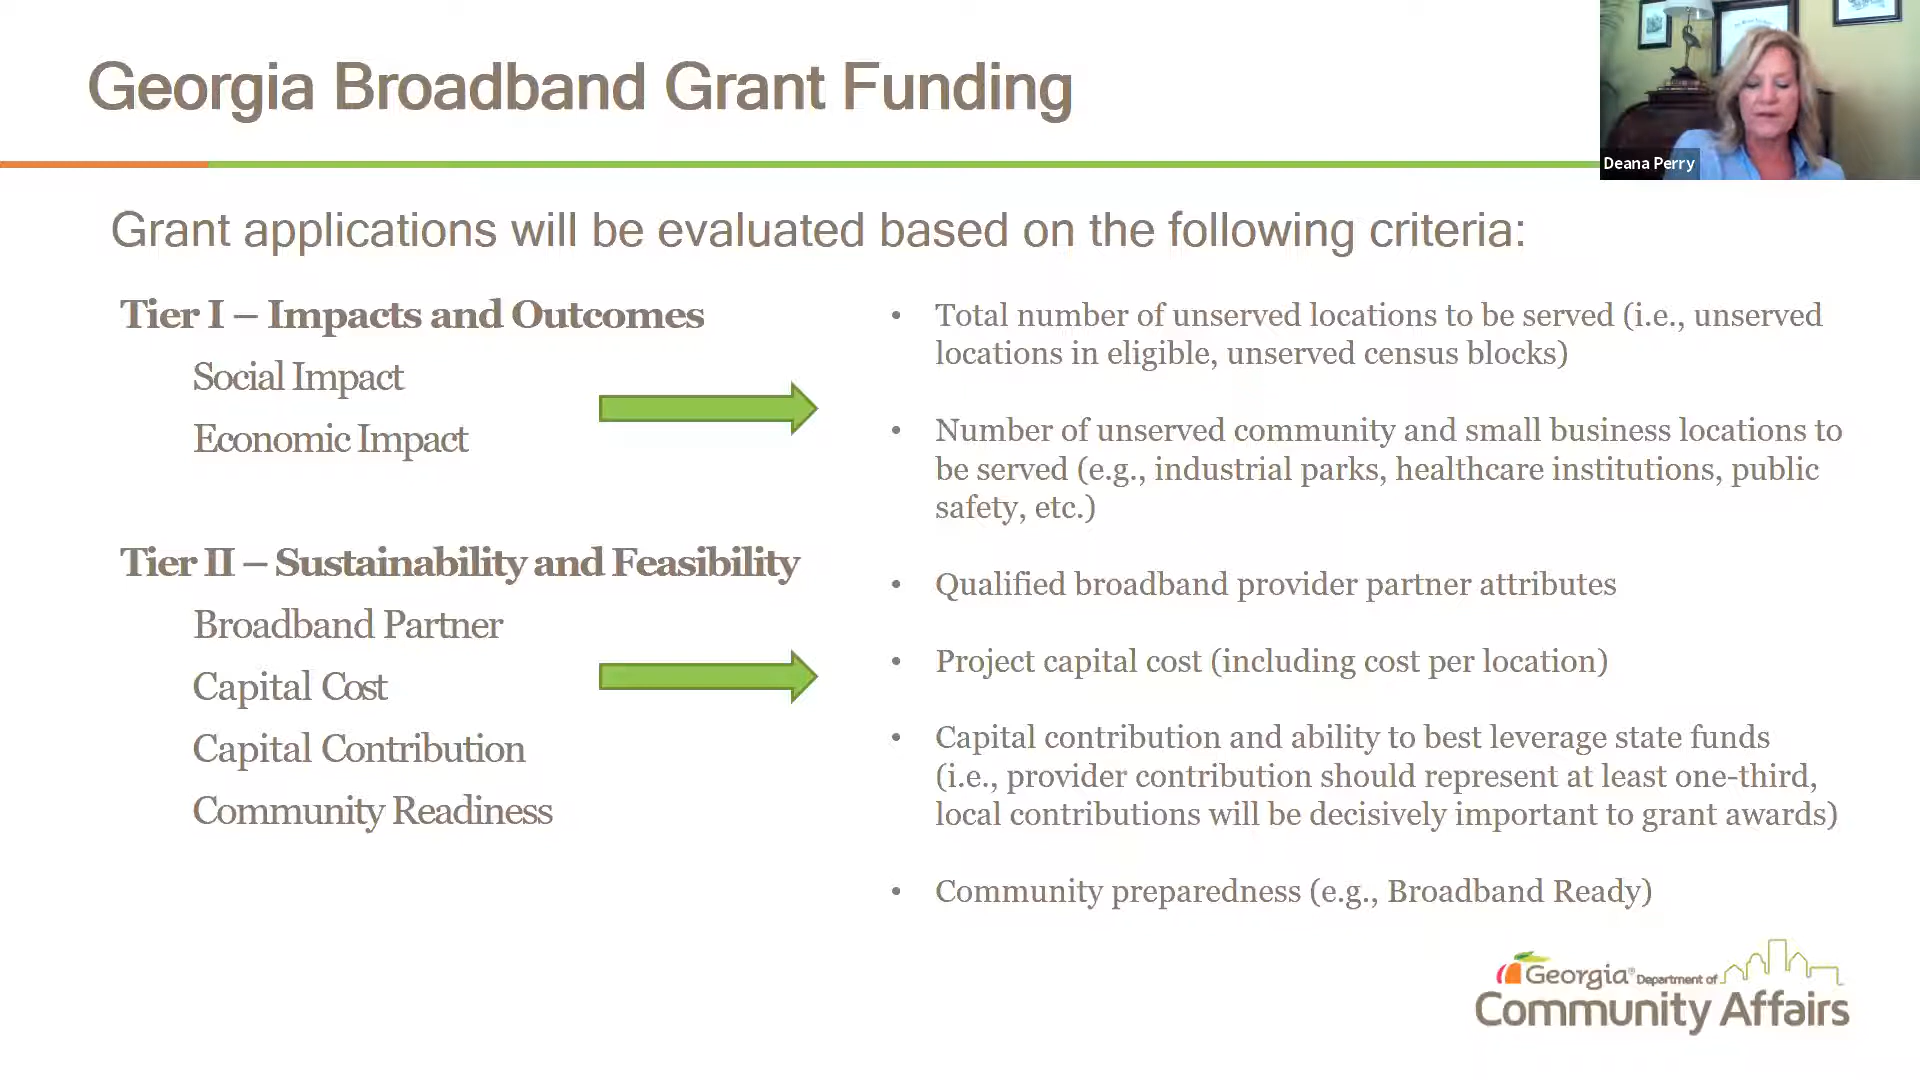 Georgia Broadband Grant Funding
Deana Perry
Grant applications will be evaluated based on the following criteria:
Tier I – Impacts and Outcomes
Social Impact
Economic Impact
Tier II – Sustainability and Feasibility
Broadband Partner
Capital Cost
Capital Contribution
Community Readiness
• Total number of unserved locations to be served (i.e., unserved
locations in eligible, unserved census blocks)
• Number of unserved community and small business locations to
be served (e.g., industrial parks, healthcare institutions, public
safety, etc.)
• Qualified broadband provider partner attributes
• Project capital cost (including cost per location)
• Capital contribution and ability to best leverage state funds
(i.e., provider contribution should represent at least one-third,
local contributions will be decisively important to grant awards)
• Community preparedness (e.g., Broadband Ready)
Georgia® Department of
Community Affairs